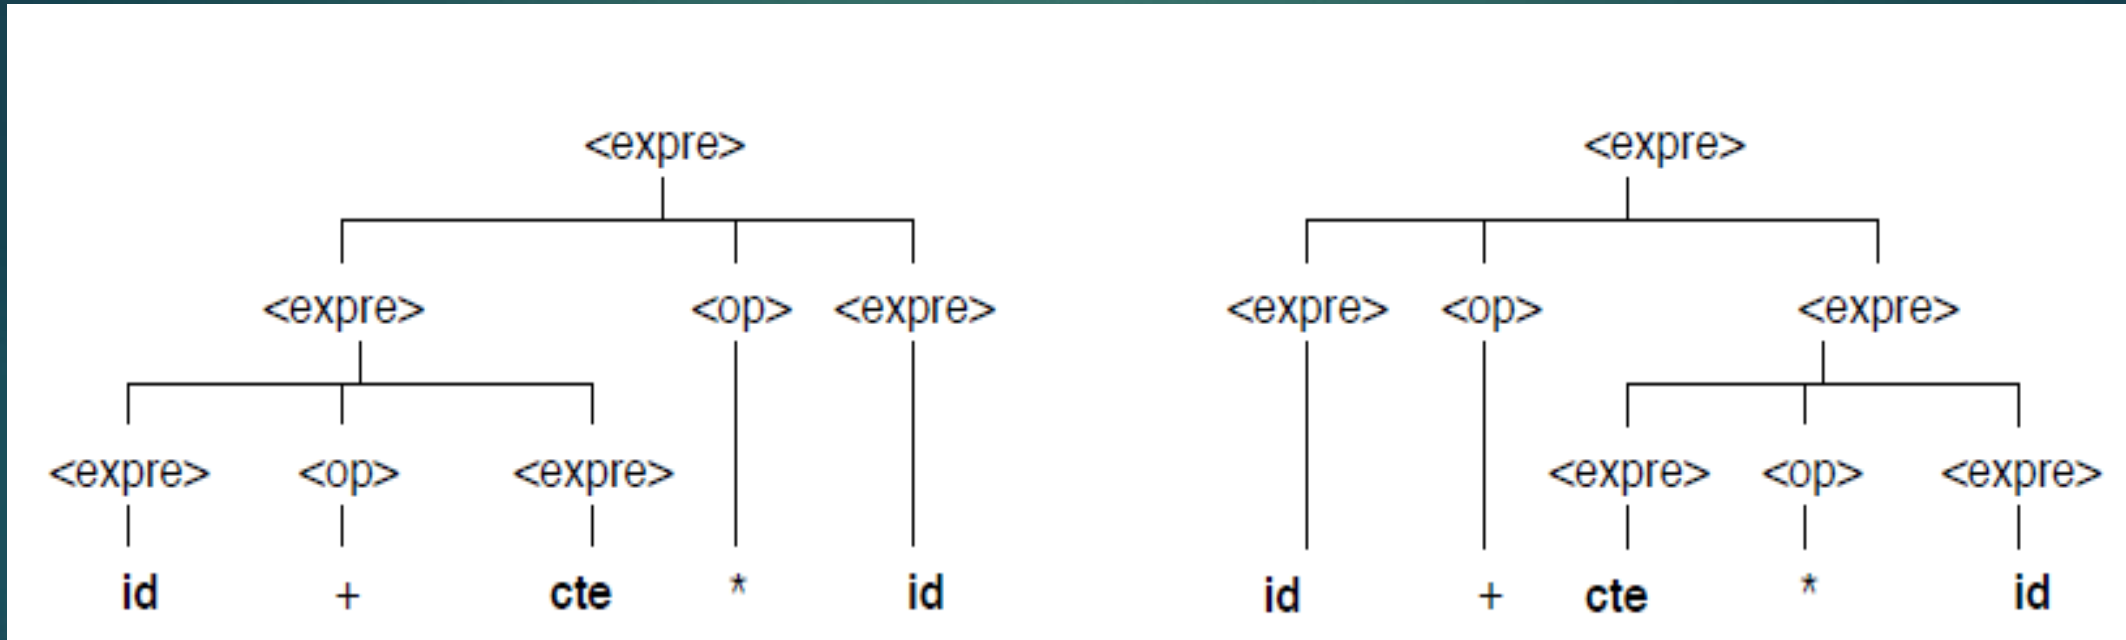 <expre> <expre>
<expre> <op> <expre> <expre> <op> <expre>
<expre> <op> <expre> <expre> <op> <expre>
id + cte * id id + cte * id